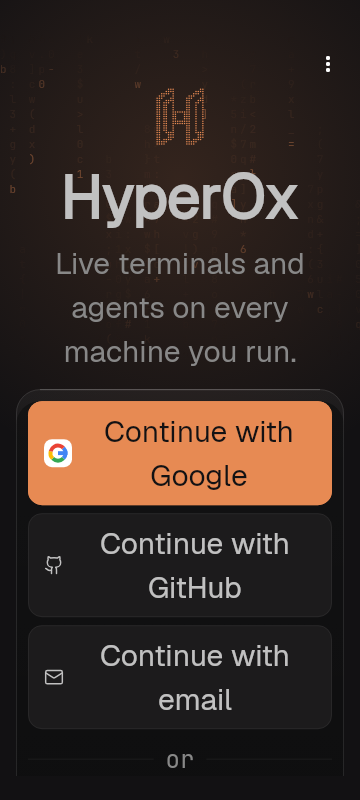 HyperOx
Live terminals and
agents on every
machine you run.
Continue with
Google
Continue with
GitHub
Continue with
email
or